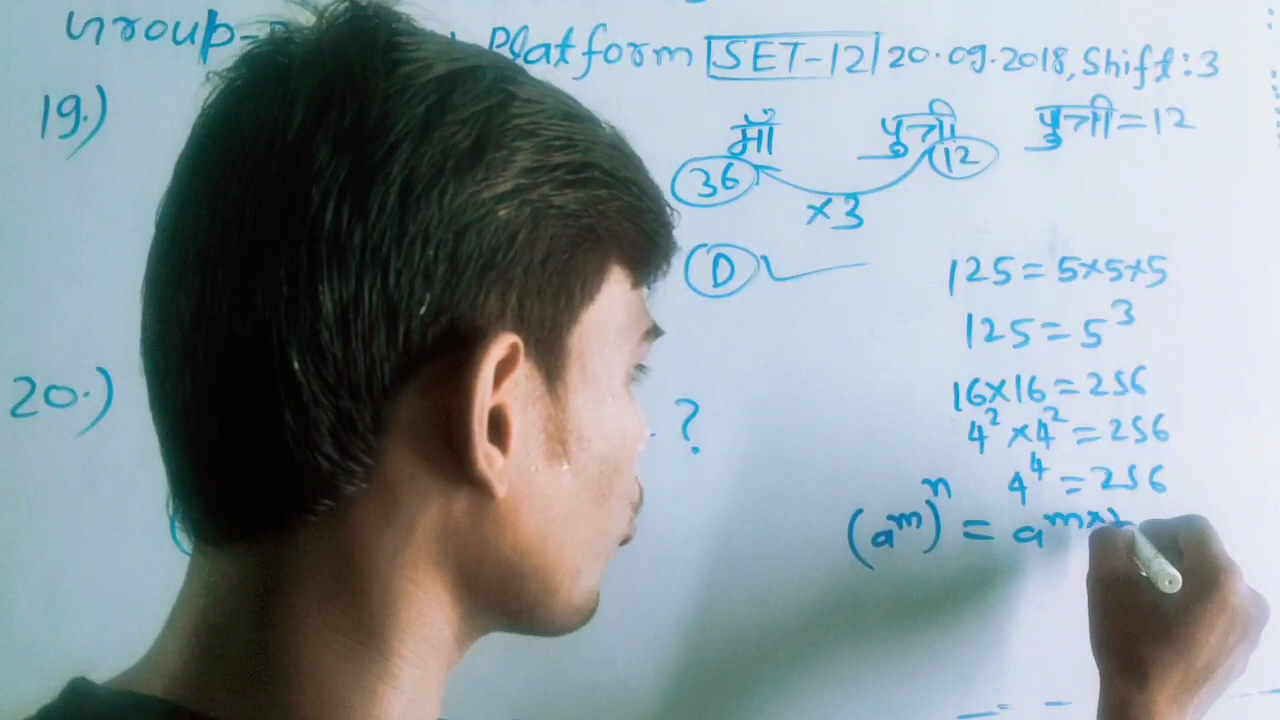 Group- Platform SET-12 20.09.2018, Shift:3
19.)
माँ पुत्री पुत्री=12
36 12
×3
D
125=5×5×5
125=5³
16×16=256
20.) ?
4²×4²=256
4⁴=256
(aᵐ)ⁿ = aᵐˣ